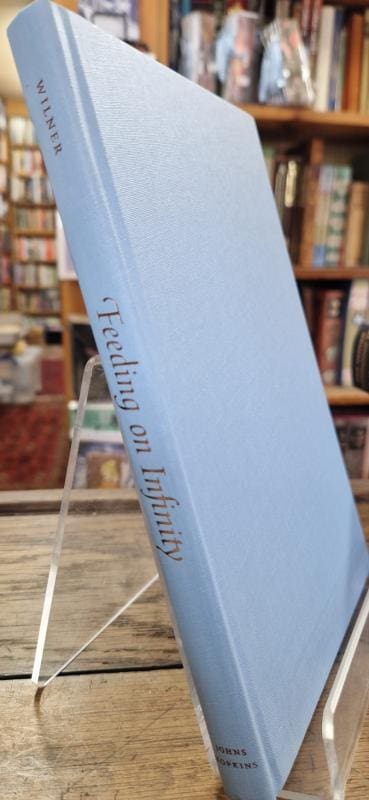 WILNER
Feeding on Infinity
JOHNS
HOPKINS